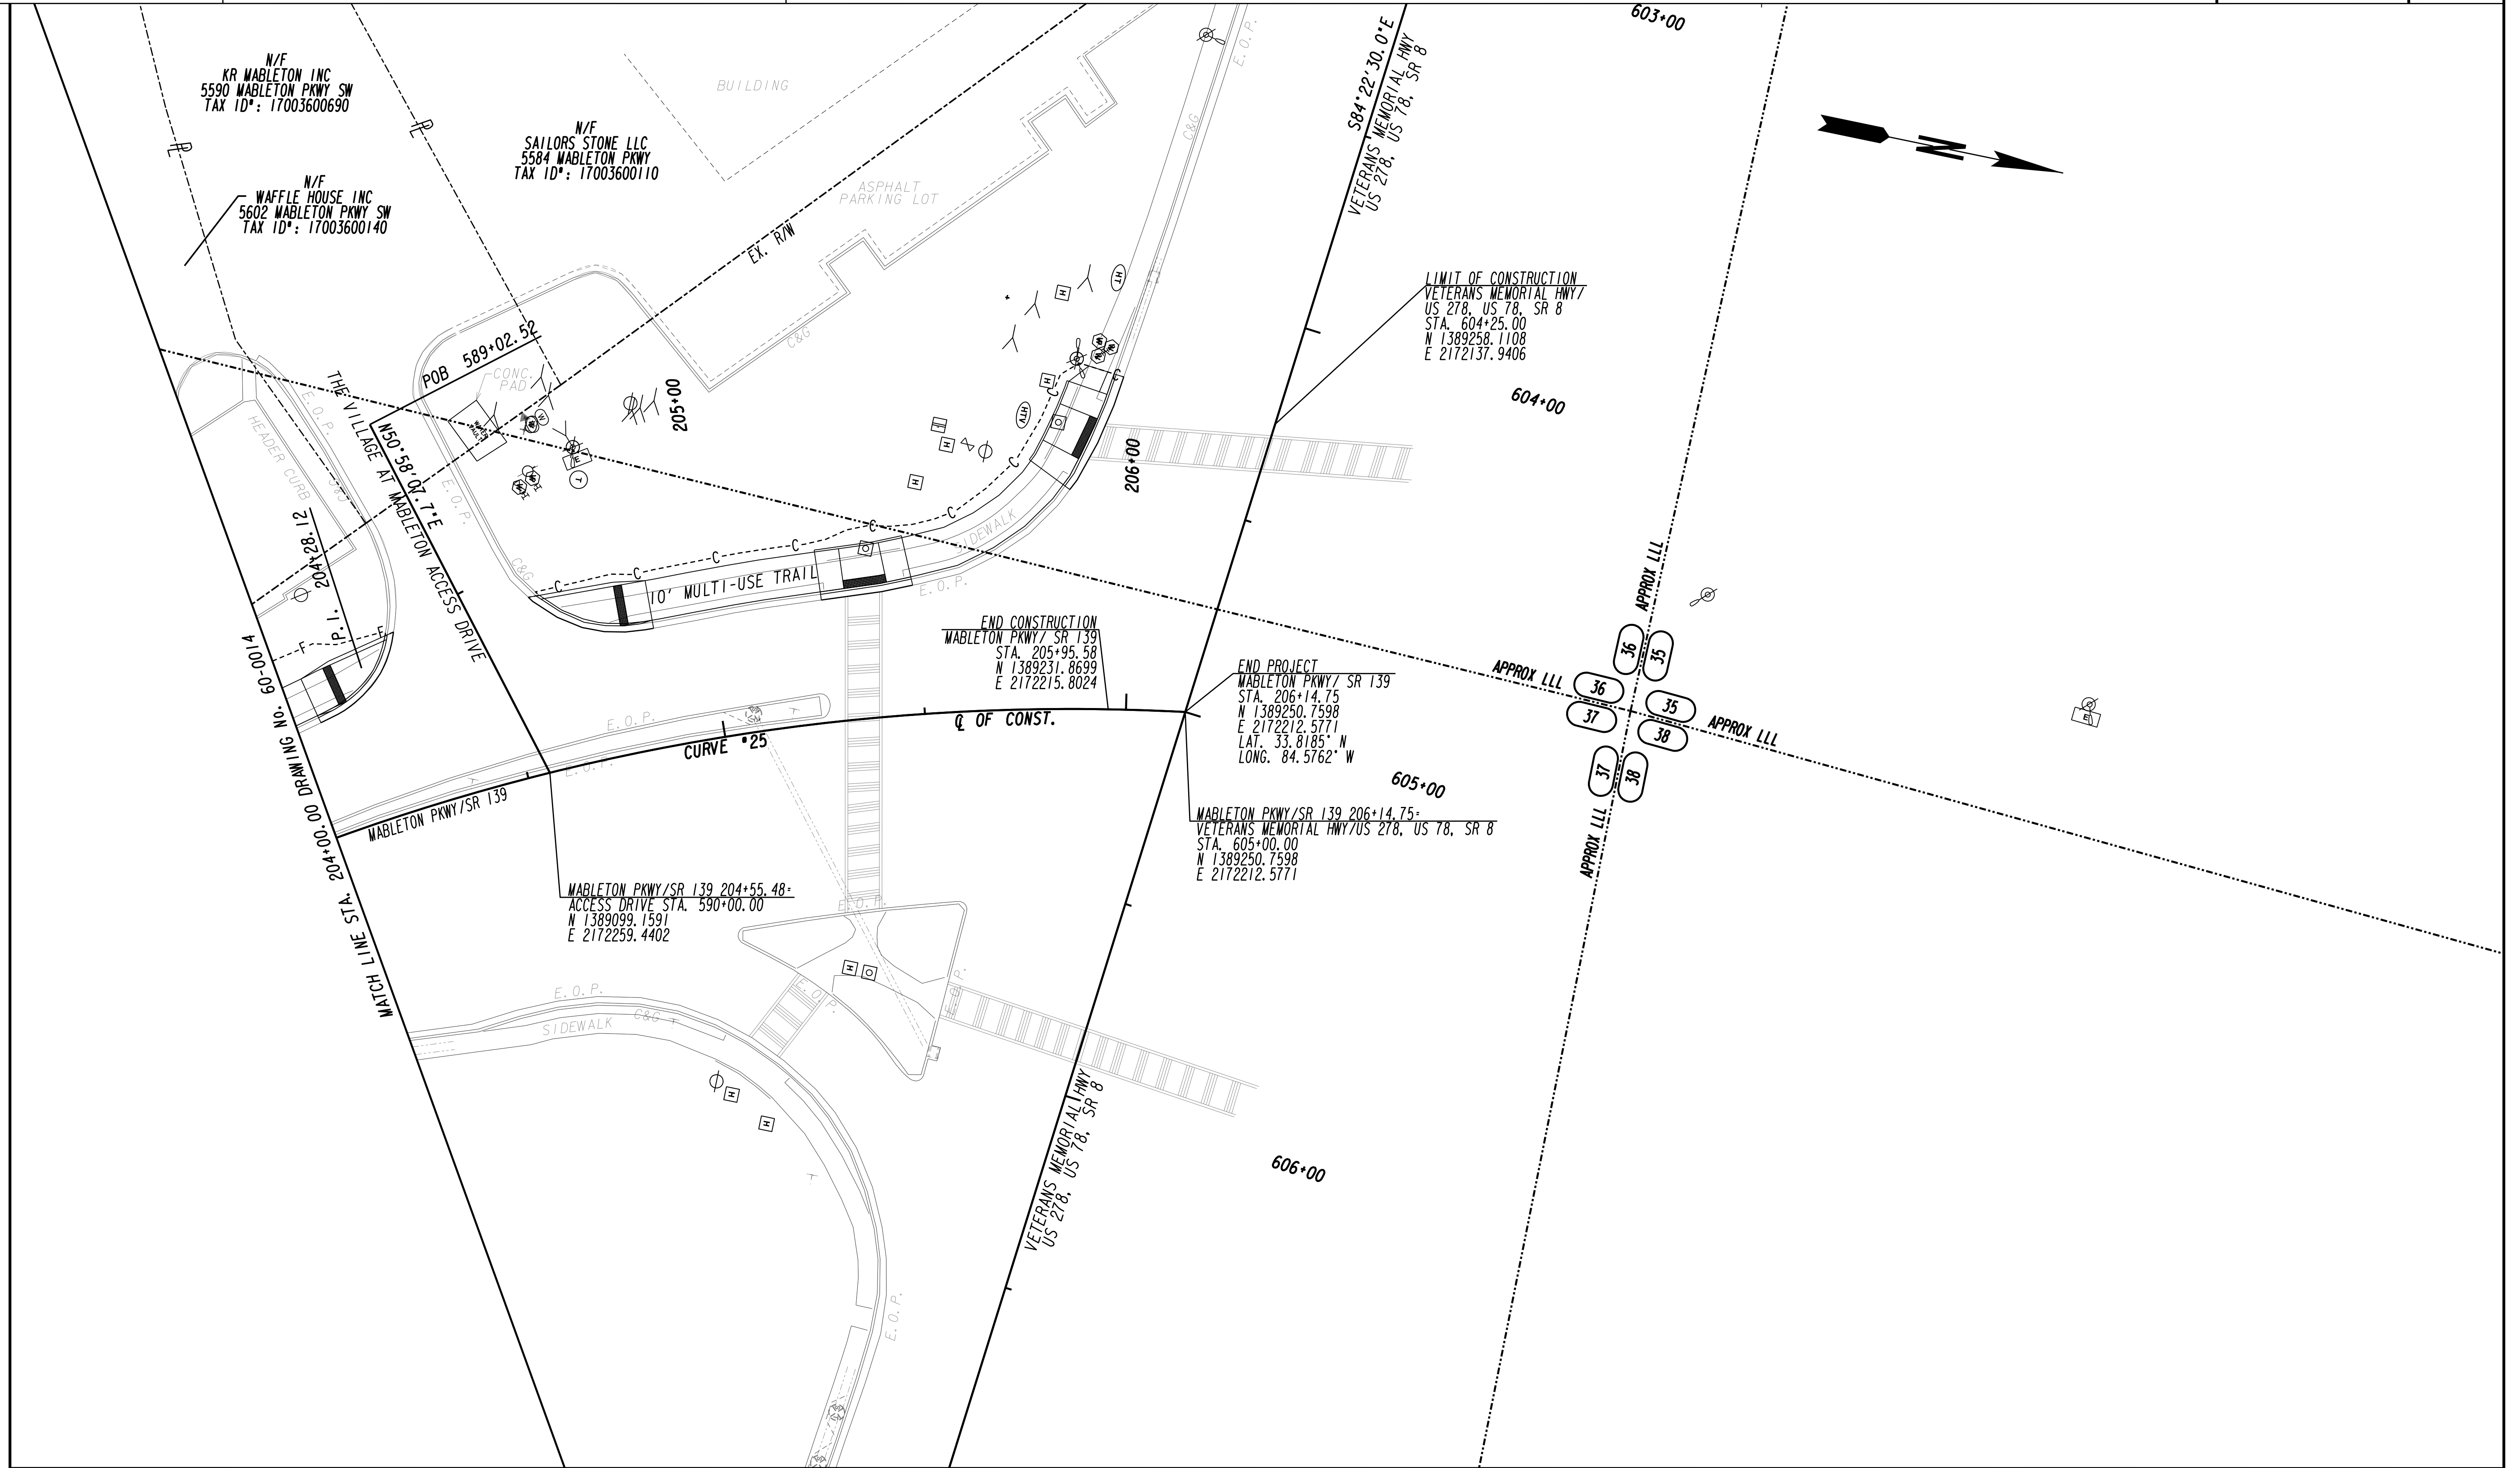 603+00
N/F
KR MABLETON INC
5590 MABLETON PKWY SW
TAX ID#: 17003600690
N/F
WAFFLE HOUSE INC
5602 MABLETON PKWY SW
TAX ID#: 17003600140
N/F
SAILORS STONE LLC
5584 MABLETON PKWY
TAX ID#: 17003600110
BUILDING
ASPHALT
PARKING LOT
EX. R/W
C&G
E.O.P.
C&G
S84°22'30.0"E
VETERANS MEMORIAL HWY
US 278, US 78, SR 8
N
LIMIT OF CONSTRUCTION
VETERANS MEMORIAL HWY/
US 278, US 78, SR 8
STA. 604+25.00
N 1389258.1108
E 2172137.9406
604+00
POB 589+02.52
CONC.
PAD
205+00
206+00
N50°58'07.7"E
THE VILLAGE AT MABLETON ACCESS DRIVE
HEADER CURB
E.O.P.
C&G
E.O.P.
C&G
204+28.12
P.I.
F
F
C
C
C
C
C
C
C
C
C
H
H
H
H
HT
HTV
W
E
T
10' MULTI-USE TRAIL
SIDEWALK
E.O.P.
END CONSTRUCTION
MABLETON PKWY/ SR 139
STA. 205+95.58
N 1389231.8699
E 2172215.8024
END PROJECT
MABLETON PKWY/ SR 139
STA. 206+14.75
N 1389250.7598
E 2172212.5771
LAT. 33.8185° N
LONG. 84.5762° W
APPROX LLL
APPROX LLL
APPROX LLL
APPROX LLL
36
35
36
35
37
38
37
38
E
605+00
E.O.P.
E.O.P.
CURVE #25
℄ OF CONST.
MABLETON PKWY/SR 139
MABLETON PKWY/SR 139 206+14.75=
VETERANS MEMORIAL HWY/US 278, US 78, SR 8
STA. 605+00.00
N 1389250.7598
E 2172212.5771
MABLETON PKWY/SR 139 204+55.48=
ACCESS DRIVE STA. 590+00.00
N 1389099.1591
E 2172259.4402
MATCH LINE STA. 204+00.00 DRAWING No. 60-0014
E.O.P.
E.O.P.
E.O.P.
H
E.O.P.
SIDEWALK
C&G
H
H
VETERANS MEMORIAL HWY
US 278, US 78, SR 8
606+00
E.O.P.